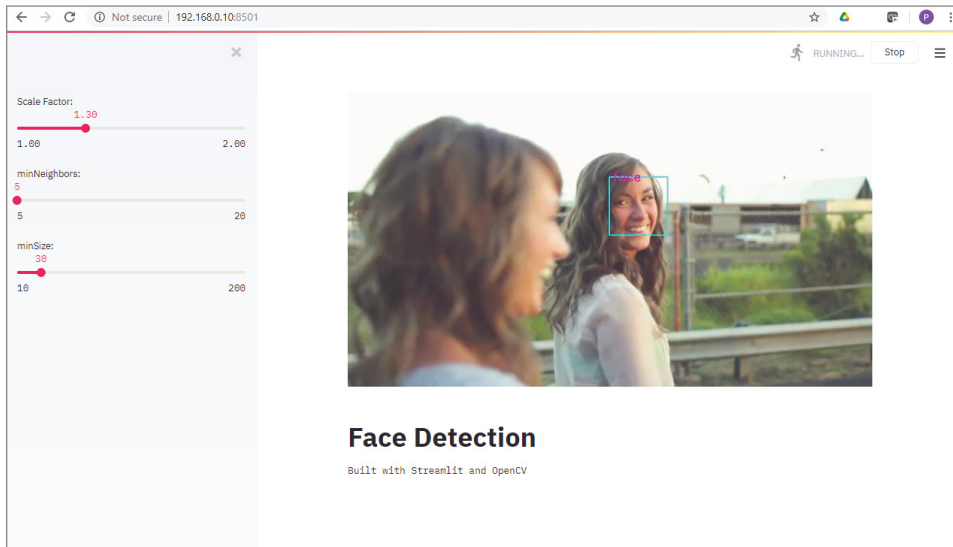 Not secure | 192.168.0.10:8501
P
RUNNING...
Stop
Scale Factor:
1.30
1.00 2.00
minNeighbors:
5
5 20
minSize:
30
10 200
face
Face Detection
Built with Streamlit and OpenCV